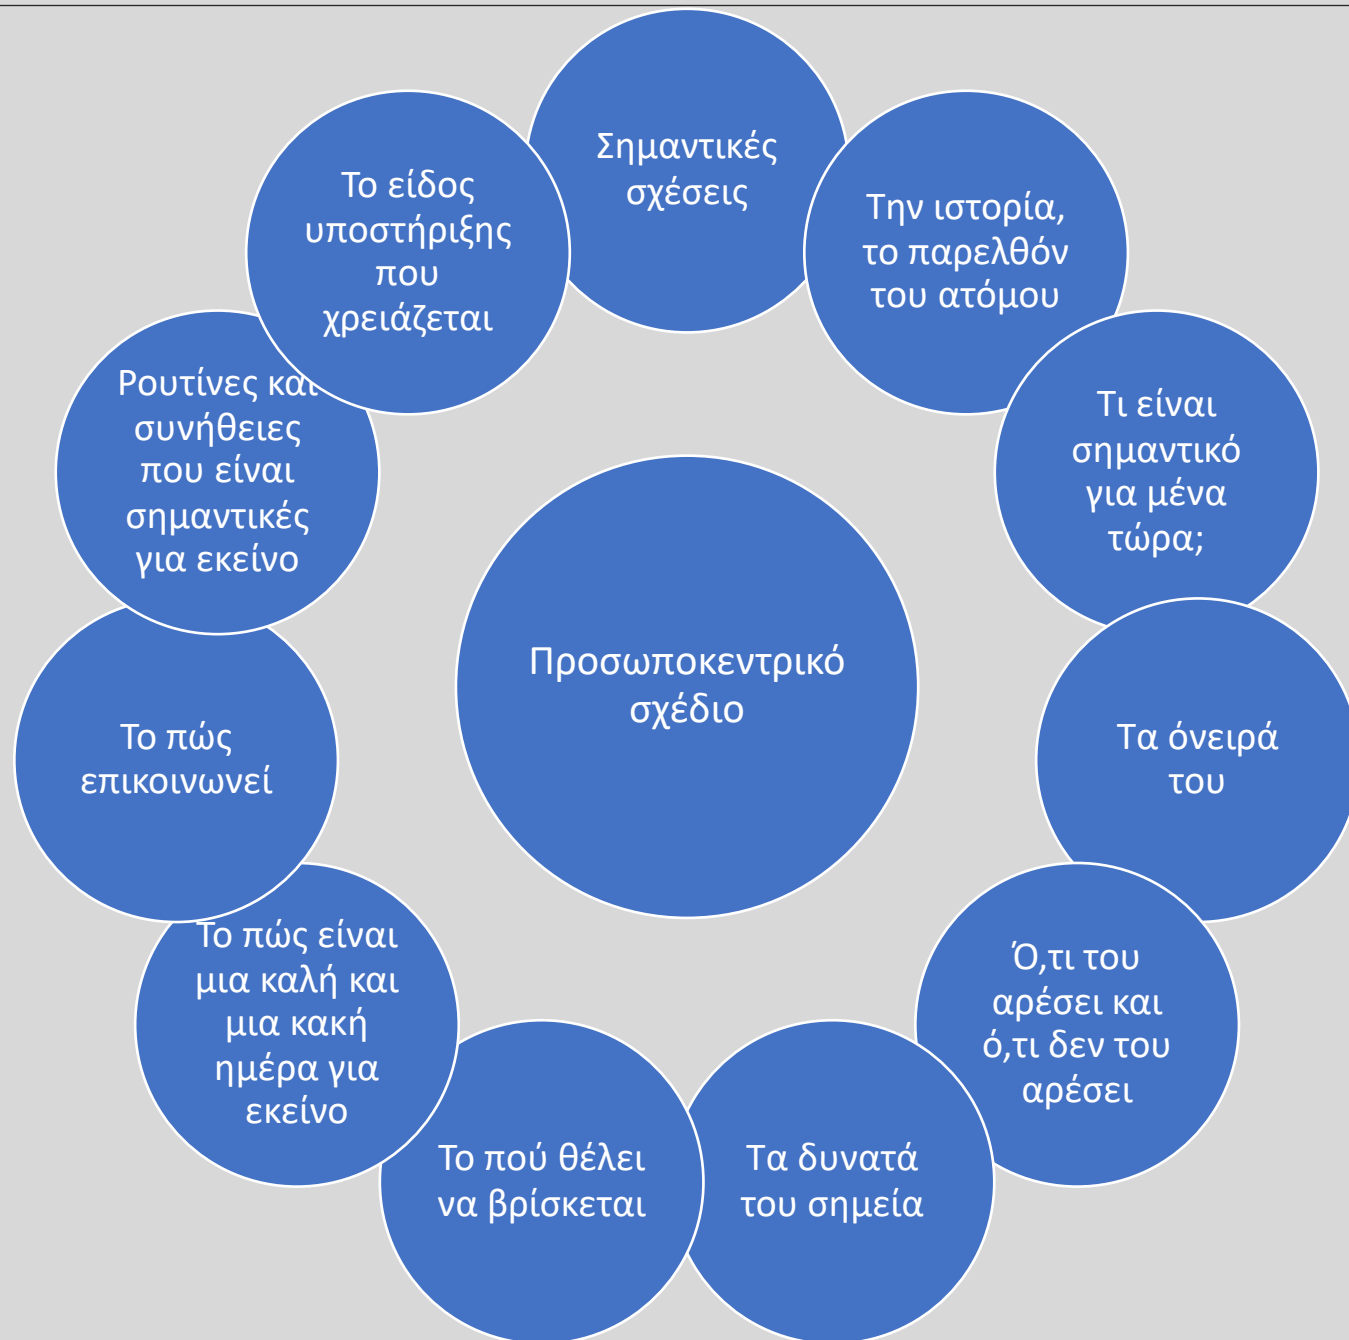 Σημαντικές
σχέσεις
Την ιστορία,
το παρελθόν
του ατόμου
Τι είναι
σημαντικό
για μένα
τώρα;
Τα όνειρά
του
Ό,τι του
αρέσει και
ό,τι δεν του
αρέσει
Τα δυνατά
του σημεία
Το πού θέλει
να βρίσκεται
Το πώς είναι
μια καλή και
μια κακή
ημέρα για
εκείνο
Το πώς
επικοινωνεί
Ρουτίνες και
συνήθειες
που είναι
σημαντικές
για εκείνο
Το είδος
υποστήριξης
που
χρειάζεται
Προσωποκεντρικό
σχέδιο